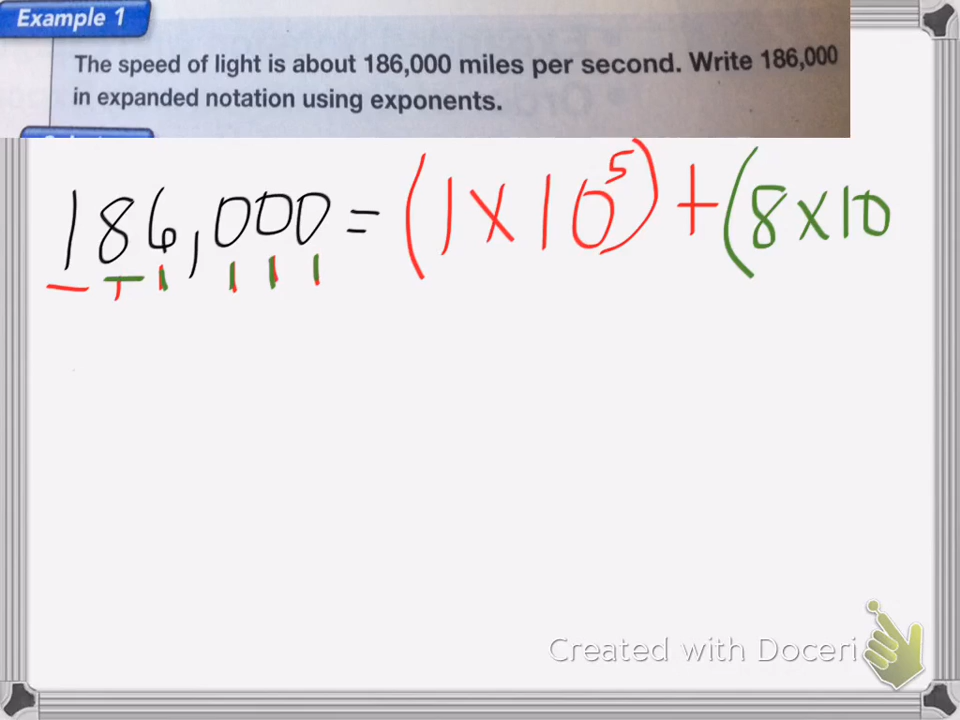 Example 1
The speed of light is about 186,000 miles per second. Write 186,000
in expanded notation using exponents.
186,000 = (1 x 10⁵) + (8 x 10
Created with Doceri